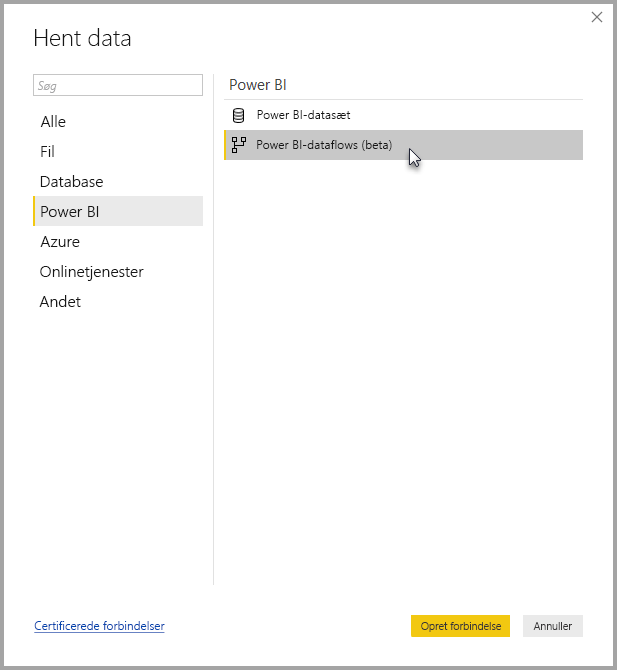 Hent data
Søg
Alle
Fil
Database
Power BI
Azure
Onlinetjenester
Andet
Power BI
Power BI-datasæt
Power BI-dataflows (beta)
Certificerede forbindelser
Opret forbindelse
Annuller